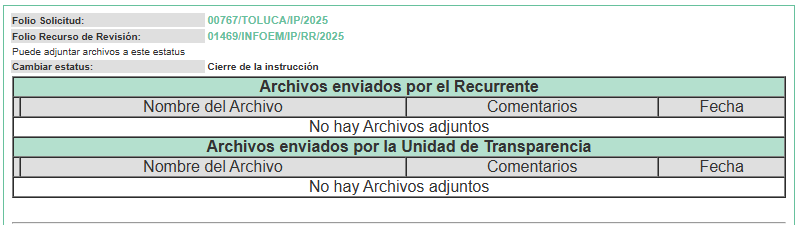 Folio Solicitud: 00767/TOLUCA/IP/2025
Folio Recurso de Revisión: 01469/INFOEM/IP/RR/2025
Puede adjuntar archivos a este estatus
Cambiar estatus: Cierre de la instrucción
Archivos enviados por el Recurrente
Nombre del Archivo Comentarios Fecha
No hay Archivos adjuntos
Archivos enviados por la Unidad de Transparencia
Nombre del Archivo Comentarios Fecha
No hay Archivos adjuntos